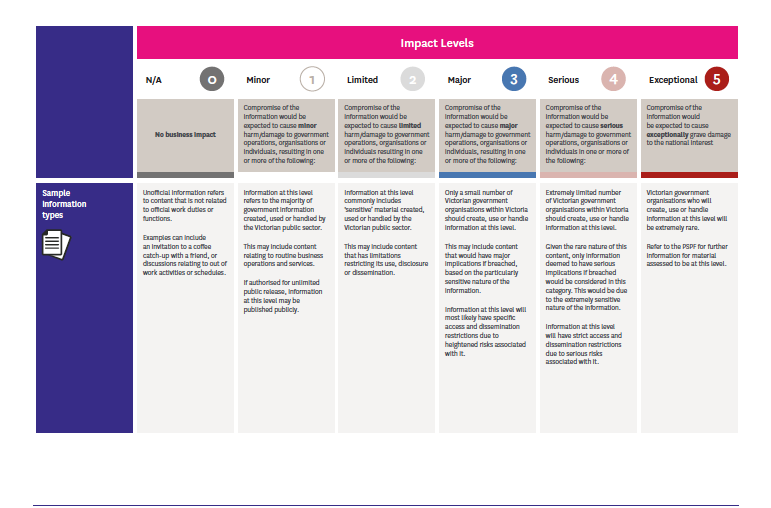 Impact Levels
N/A 0
Minor 1
Limited 2
Major 3
Serious 4
Exceptional 5
No business impact
Compromise of the
information would be
expected to cause minor
harm/damage to government
operations, organisations or
individuals, resulting in one
or more of the following:
Compromise of the
information would be
expected to cause limited
harm/damage to government
operations, organisations or
individuals, resulting in one
or more of the following:
Compromise of the
information would be
expected to cause major
harm/damage to government
operations, organisations or
individuals, resulting in one
or more of the following:
Compromise of the
information would be
expected to cause serious
harm/damage to government
operations, organisations or
individuals in one or more of
the following:
Compromise of the
information would
be expected to cause
exceptionally grave damage
to the national interest
Sample
information
types
Unofficial information refers
to content that is not related
to official work duties or
functions.
Examples can include
an invitation to a coffee
catch-up with a friend, or
discussions relating to out of
work activities or schedules.
Information at this level
refers to the majority of
government information
created, used or handled by
the Victorian public sector.
This may include content
relating to routine business
operations and services.
If authorised for unlimited
public release, information
at this level may be
published publicly.
Information at this level
commonly includes
'sensitive' material created,
used or handled by the
Victorian public sector.
This may include content
that has limitations
restricting its use, disclosure
or dissemination.
Only a small number of
Victorian government
organisations within Victoria
should create, use or handle
information at this level.
This may include content
that would have major
implications if breached,
based on the particularly
sensitive nature of the
information.
Information at this level will
most likely have specific
access and dissemination
restrictions due to
heightened risks associated
with it.
Extremely limited number
of Victorian government
organisations within Victoria
should create, use or handle
information at this level.
Given the rare nature of this
content, only information
deemed to have serious
implications if breached
would be considered in this
category. This would be due
to the extremely sensitive
nature of the information.
Information at this level
will have strict access and
dissemination restrictions
due to serious risks
associated with it.
Victorian government
organisations who will
create, use or handle
information at this level will
be extremely rare.
Refer to the PSPF for further
information for material
assessed to be at this level.